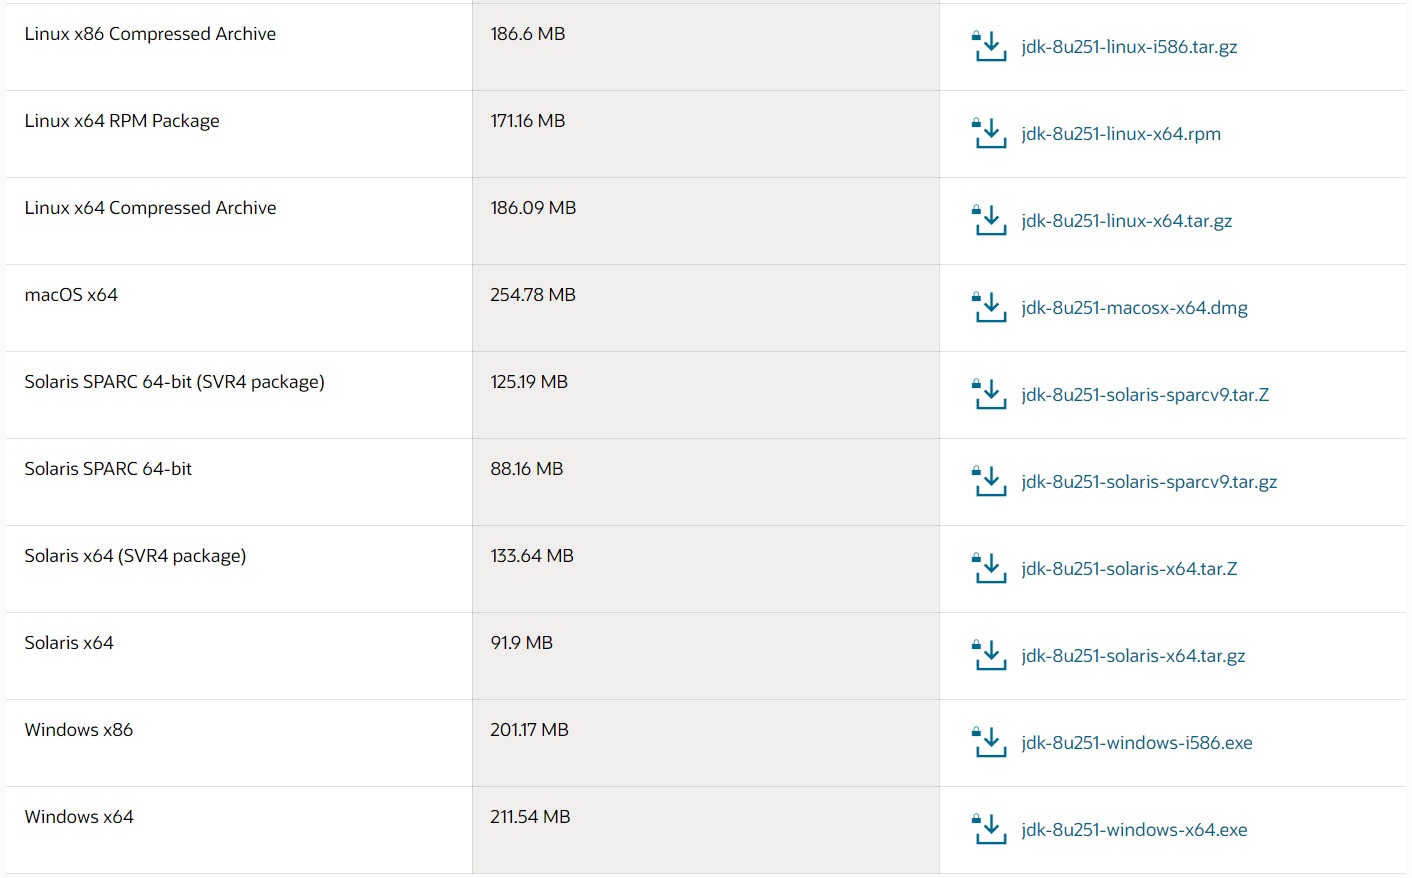 Linux x86 Compressed Archive 186.6 MB jdk-8u251-linux-i586.tar.gz
Linux x64 RPM Package 171.16 MB jdk-8u251-linux-x64.rpm
Linux x64 Compressed Archive 186.09 MB jdk-8u251-linux-x64.tar.gz
macOS x64 254.78 MB jdk-8u251-macosx-x64.dmg
Solaris SPARC 64-bit (SVR4 package) 125.19 MB jdk-8u251-solaris-sparcv9.tar.Z
Solaris SPARC 64-bit 88.16 MB jdk-8u251-solaris-sparcv9.tar.gz
Solaris x64 (SVR4 package) 133.64 MB jdk-8u251-solaris-x64.tar.Z
Solaris x64 91.9 MB jdk-8u251-solaris-x64.tar.gz
Windows x86 201.17 MB jdk-8u251-windows-i586.exe
Windows x64 211.54 MB jdk-8u251-windows-x64.exe